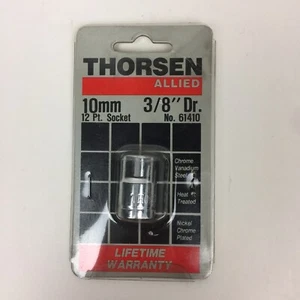 THORSEN
ALLIED
10mm 3/8" Dr.
12 Pt. Socket No. 61410
Chrome
Vanadium
Steel
Heat
Treated
Nickel
Chrome
Plated
LIFETIME
WARRANTY